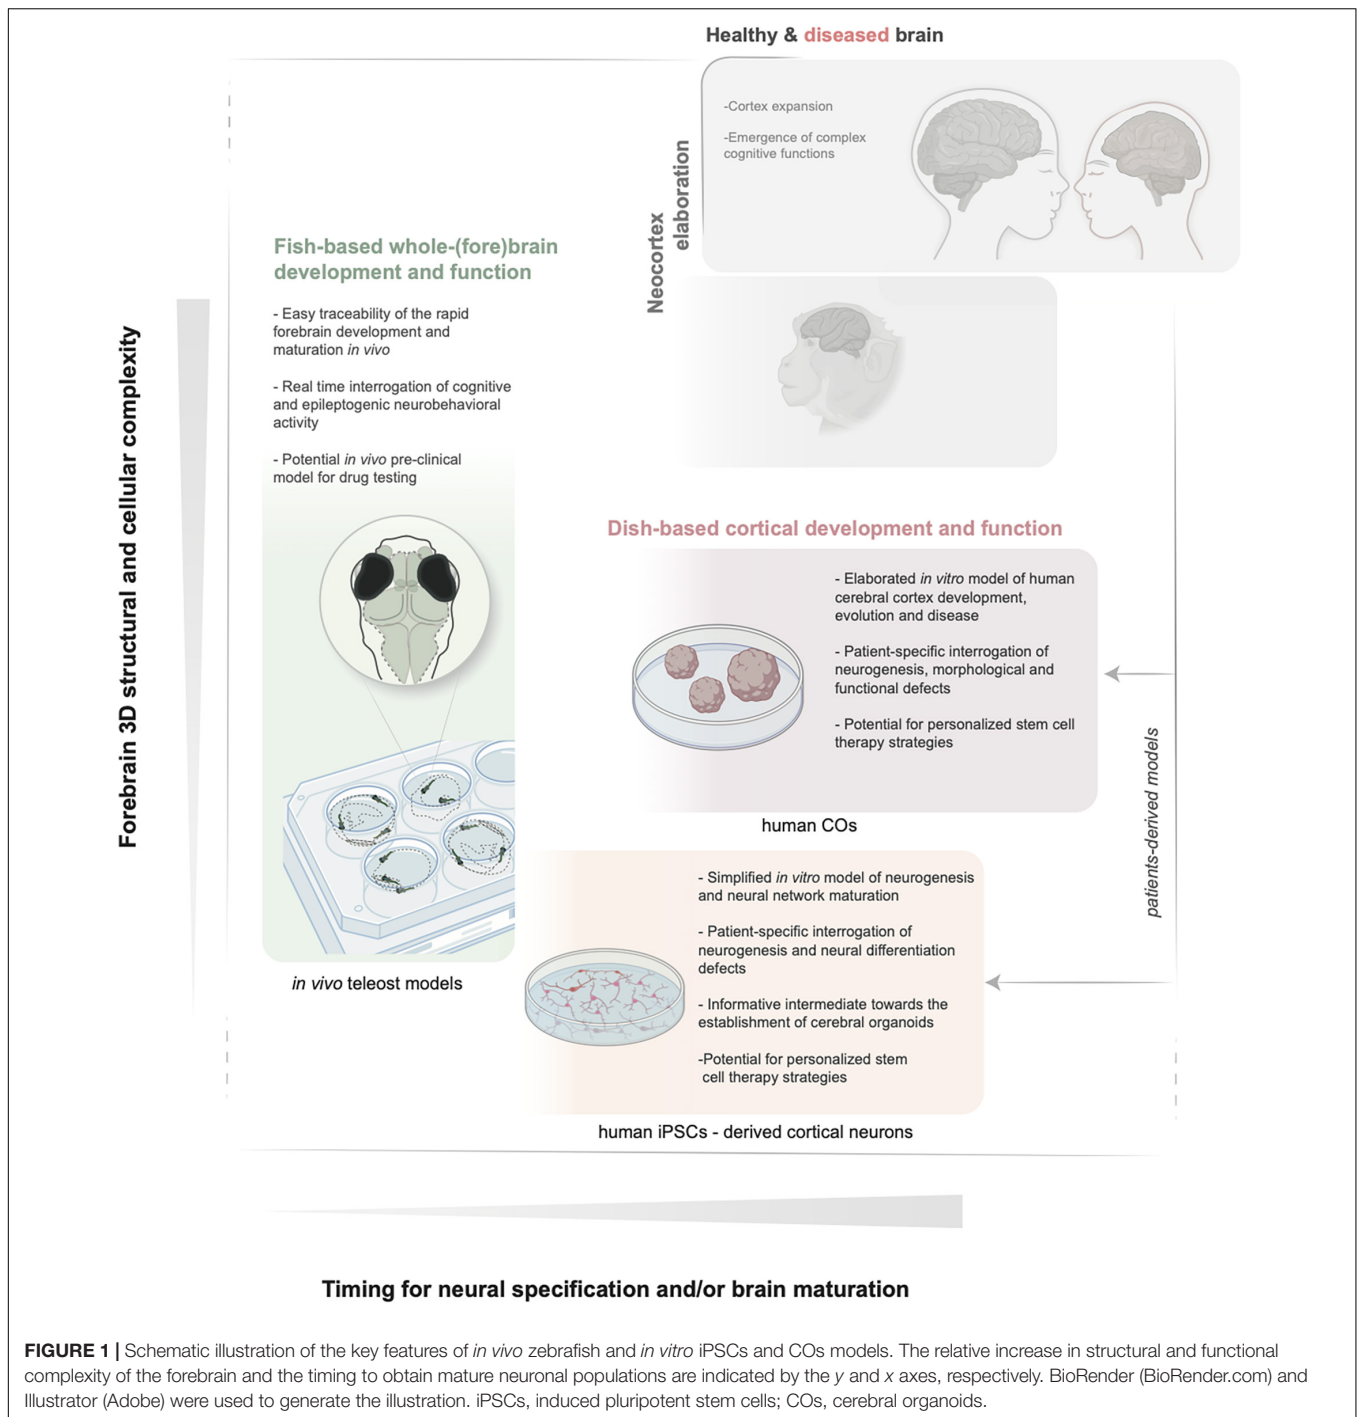 Healthy & diseased brain
-Cortex expansion
-Emergence of complex
cognitive functions
Neocortex
elaboration
Fish-based whole-(fore)brain
development and function
- Easy traceability of the rapid
forebrain development and
maturation in vivo
- Real time interrogation of cognitive
and epileptogenic neurobehavioral
activity
- Potential in vivo pre-clinical
model for drug testing
Forebrain 3D structural and cellular complexity
Dish-based cortical development and function
- Elaborated in vitro model of human
cerebral cortex development,
evolution and disease
- Patient-specific interrogation of
neurogenesis, morphological and
functional defects
- Potential for personalized stem cell
therapy strategies
human COs
patients-derived models
- Simplified in vitro model of neurogenesis
and neural network maturation
- Patient-specific interrogation of
neurogenesis and neural differentiation
defects
- Informative intermediate towards the
establishment of cerebral organoids
-Potential for personalized stem
cell therapy strategies
in vivo teleost models
human iPSCs - derived cortical neurons
Timing for neural specification and/or brain maturation
FIGURE 1 | Schematic illustration of the key features of in vivo zebrafish and in vitro iPSCs and COs models. The relative increase in structural and functional
complexity of the forebrain and the timing to obtain mature neuronal populations are indicated by the y and x axes, respectively. BioRender (BioRender.com) and
Illustrator (Adobe) were used to generate the illustration. iPSCs, induced pluripotent stem cells; COs, cerebral organoids.